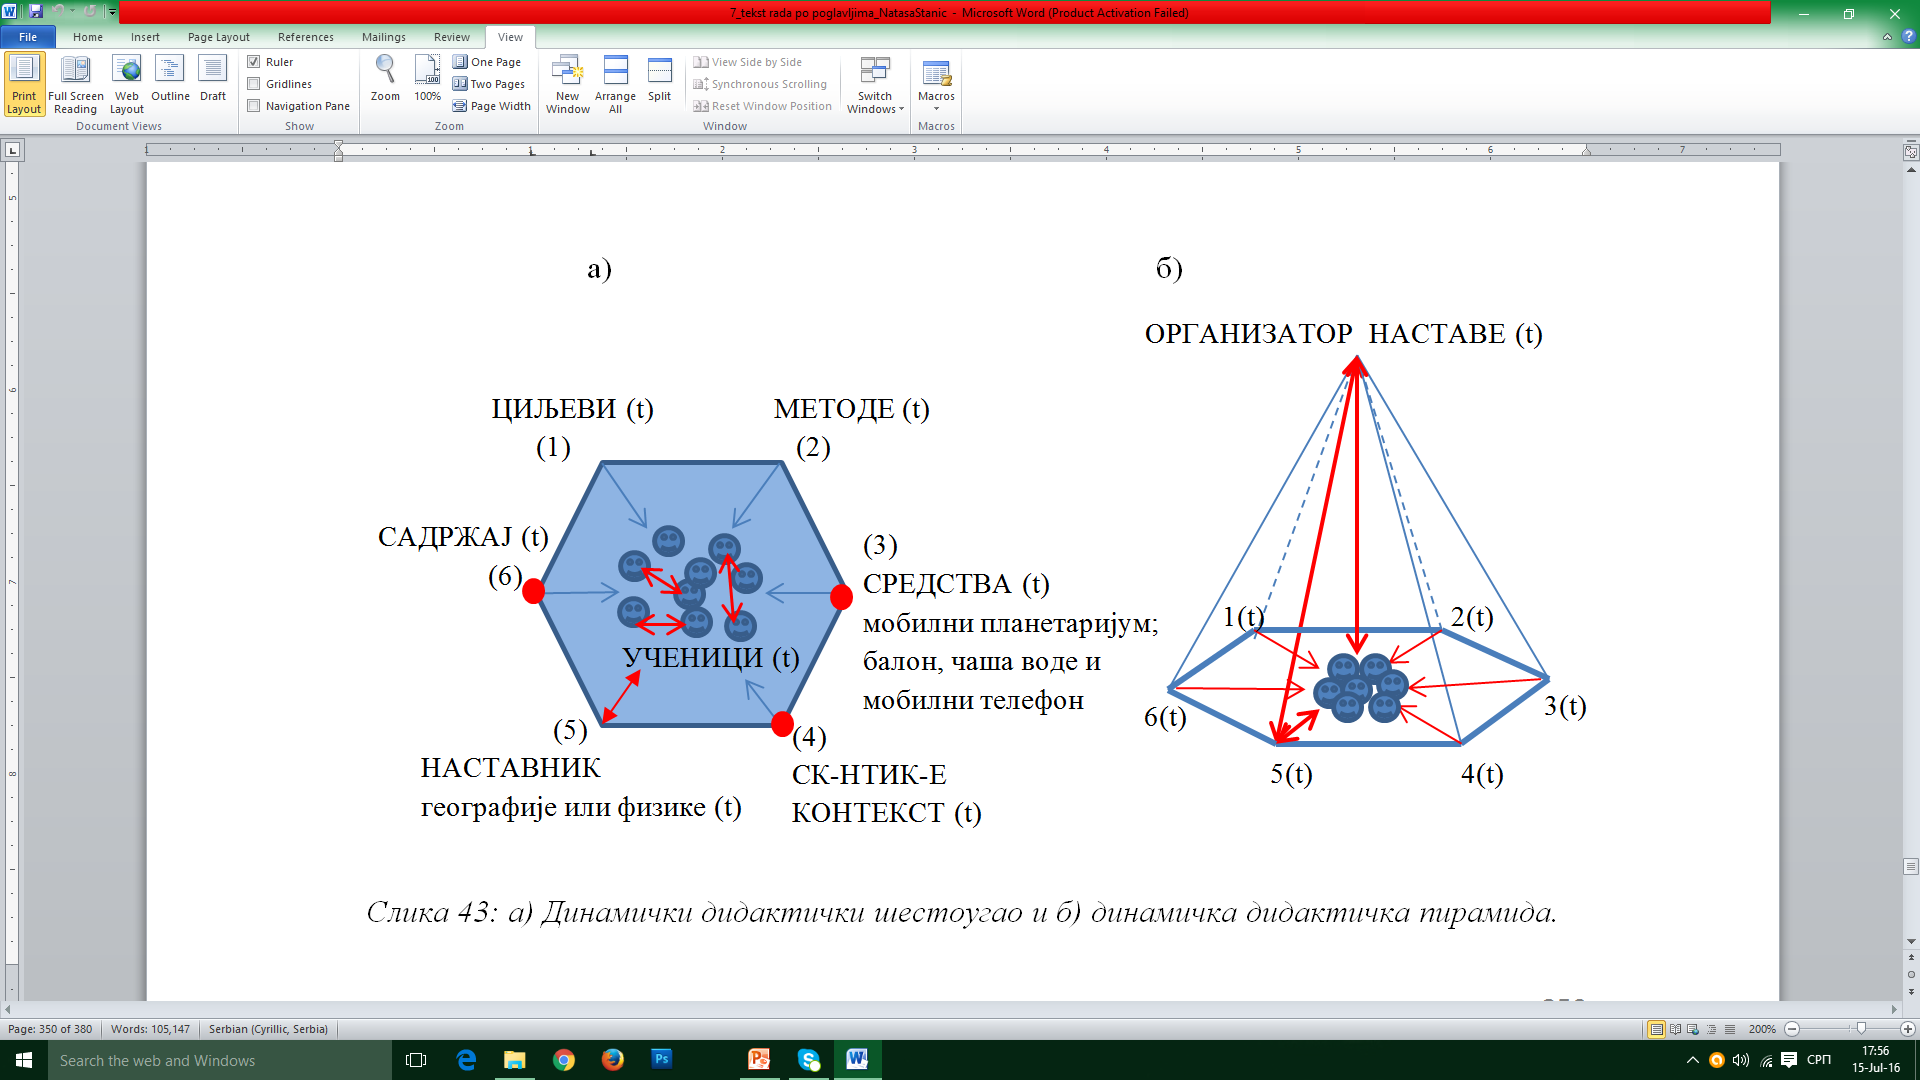 7_tekst rada po poglavljima_NatasaStanic - Microsoft Word (Product Activation Failed)
File Home Insert Page Layout References Mailings Review View
Print Layout
Full Screen Reading
Web Layout
Outline
Draft
Document Views
Ruler
Gridlines
Navigation Pane
Show
Zoom
100%
One Page
Two Pages
Page Width
Zoom
New Window
Arrange All
Split
View Side by Side
Synchronous Scrolling
Reset Window Position
Window
Switch Windows
Macros
Macros
а)
б)
ОРГАНИЗАТОР НАСТАВЕ (t)
ЦИЉЕВИ (t)
(1)
МЕТОДЕ (t)
(2)
САДРЖАЈ (t)
(6)
(3)
СРЕДСТВА (t)
мобилни планетаријум;
балон, чаша воде и
мобилни телефон
УЧЕНИЦИ (t)
(5)
НАСТАВНИК
географије или физике (t)
(4)
СК-НТИК-Е
КОНТЕКСТ (t)
1(t)
2(t)
3(t)
4(t)
5(t)
6(t)
Слика 43: а) Динамички дидактички шестоугао и б) динамичка дидактичка пирамида.
Page: 350 of 380 Words: 105,147 Serbian (Cyrillic, Serbia) 200%
Search the web and Windows
СРП
17:56
15-Jul-16